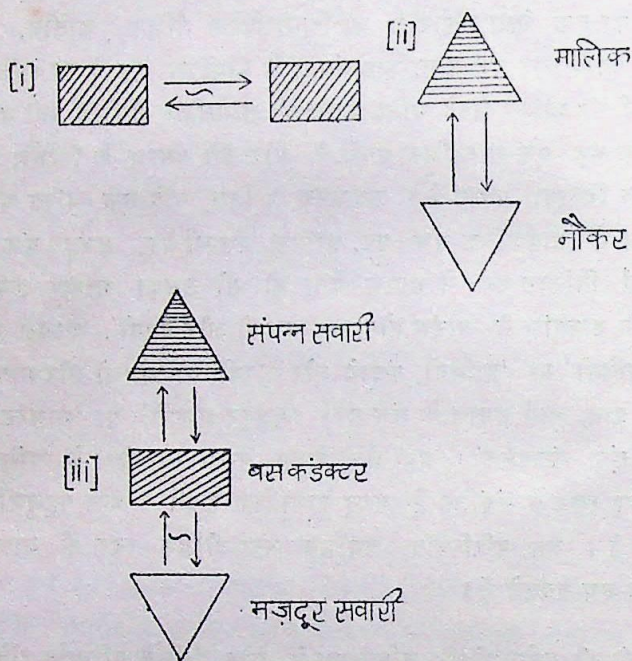 [i]
[ii]
मालिक
नौकर
संपन्न सवारी
[iii]
बस कंडक्टर
मज़दूर सवारी